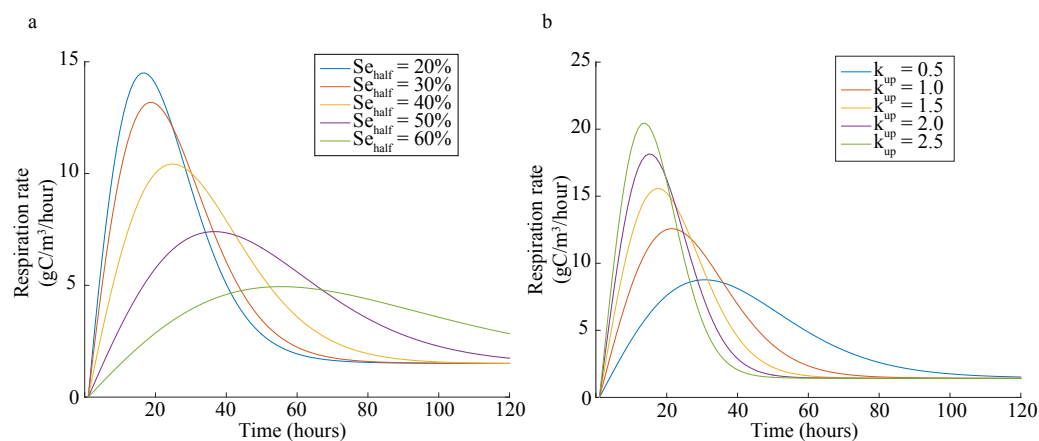 a
15
10
5
0
20
40
60
80
100
120
Time (hours)
Respiration rate
(gC/m³/hour)
Se_half = 20%
Se_half = 30%
Se_half = 40%
Se_half = 50%
Se_half = 60%
b
25
20
15
10
5
0
20
40
60
80
100
120
Time (hours)
Respiration rate
(gC/m³/hour)
k_up = 0.5
k_up = 1.0
k_up = 1.5
k_up = 2.0
k_up = 2.5